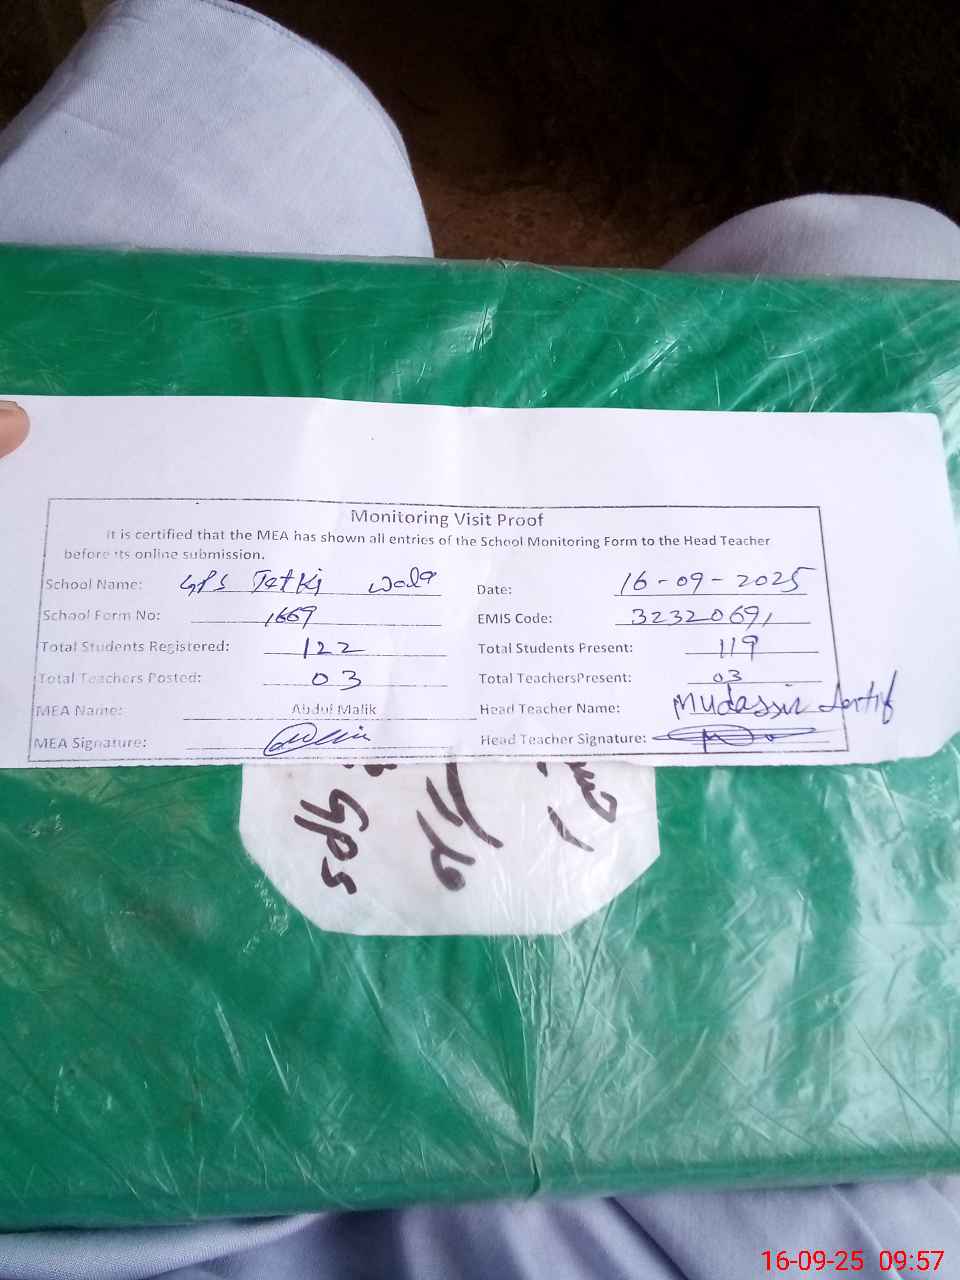 Monitoring Visit Proof
It is certified that the MEA has shown all entries of the School Monitoring Form to the Head Teacher
before its online submission.
School Name: GPS Jetki wala Date: 16-09-2025
School Form No: 1669 EMIS Code: 32320691
Total Students Registered: 122 Total Students Present: 119
Total Teachers Posted: 03 Total TeachersPresent: 03
MEA Name: Abdul Malik Head Teacher Name: Mudassir
MEA Signature: Head Teacher Signature:
GPS
16-09-25 09:57